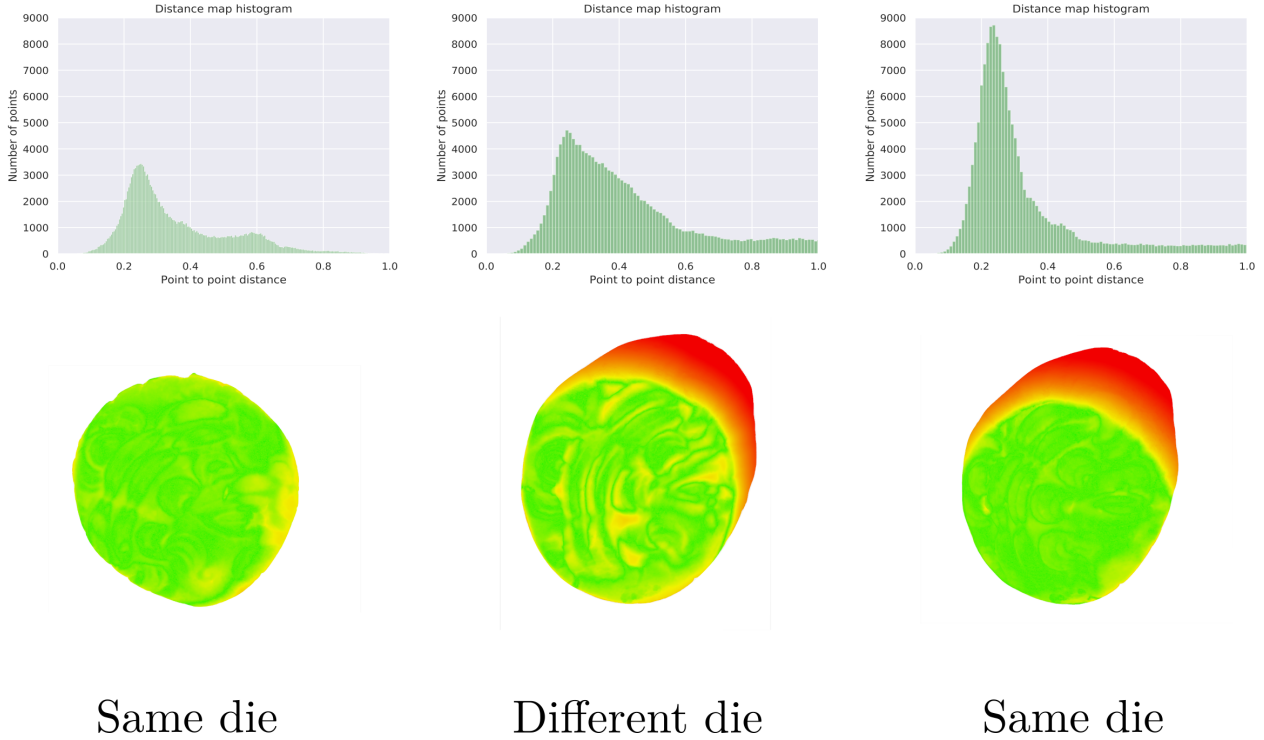 Distance map histogram
9000
8000
7000
6000
5000
4000
3000
2000
1000
0
Number of points
0.0 0.2 0.4 0.6 0.8 1.0
Point to point distance
Distance map histogram
9000
8000
7000
6000
5000
4000
3000
2000
1000
0
Number of points
0.0 0.2 0.4 0.6 0.8 1.0
Point to point distance
Distance map histogram
9000
8000
7000
6000
5000
4000
3000
2000
1000
0
Number of points
0.0 0.2 0.4 0.6 0.8 1.0
Point to point distance
Same die
Different die
Same die